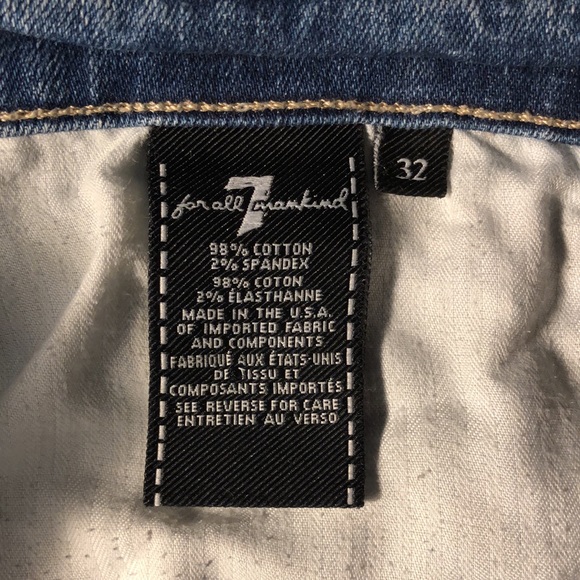 for all 7 mankind
32
98% COTTON
2% SPANDEX
98% COTON
2% ÉLASTHANNE
MADE IN THE U.S.A.
OF IMPORTED FABRIC
AND COMPONENTS
FABRIQUÉ AUX ÉTATS-UNIS
DE TISSU ET
COMPOSANTS IMPORTÉS
SEE REVERSE FOR CARE
ENTRETIEN AU VERSO